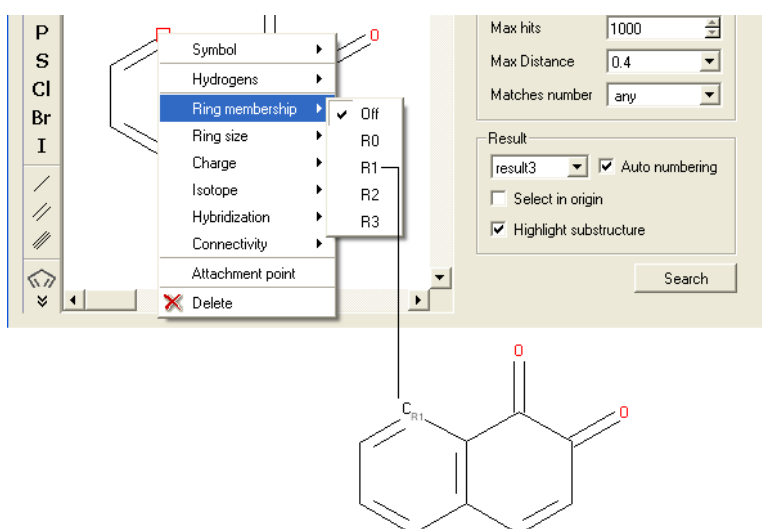 P
S
Cl
Br
I
O
Symbol
Hydrogens
Ring membership
Ring size
Charge
Isotope
Hybridization
Connectivity
Attachment point
Delete
Off
R0
R1
R2
R3
Max hits 1000
Max Distance 0.4
Matches number any
Result
result3 Auto numbering
Select in origin
Highlight substructure
Search
O
O
C R1